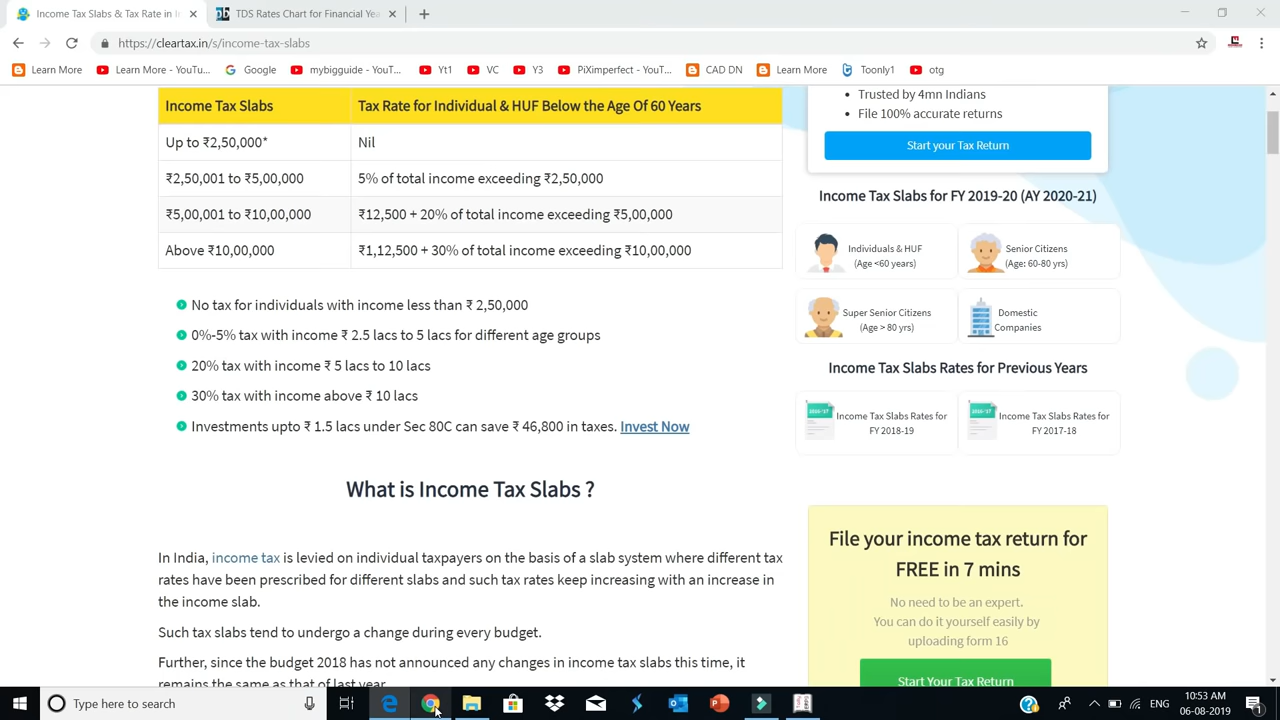 Income Tax Slabs & Tax Rate in I
TDS Rates Chart for Financial Ye
https://cleartax.in/s/income-tax-slabs
Learn More
Learn More - YouTu...
Google
mybigguide - YouT...
Yt1
VC
Y3
PiXimperfect - YouT...
CAD DN
Learn More
Toonly1
otg
Income Tax Slabs
Tax Rate for Individual & HUF Below the Age Of 60 Years
Up to ₹2,50,000*
Nil
₹2,50,001 to ₹5,00,000
5% of total income exceeding ₹2,50,000
₹5,00,001 to ₹10,00,000
₹12,500 + 20% of total income exceeding ₹5,00,000
Above ₹10,00,000
₹1,12,500 + 30% of total income exceeding ₹10,00,000
No tax for individuals with income less than ₹ 2,50,000
0%-5% tax with income ₹ 2.5 lacs to 5 lacs for different age groups
20% tax with income ₹ 5 lacs to 10 lacs
30% tax with income above ₹ 10 lacs
Investments upto ₹ 1.5 lacs under Sec 80C can save ₹ 46,800 in taxes. Invest Now
What is Income Tax Slabs ?
In India, income tax is levied on individual taxpayers on the basis of a slab system where different tax
rates have been prescribed for different slabs and such tax rates keep increasing with an increase in
the income slab.
Such tax slabs tend to undergo a change during every budget.
Further, since the budget 2018 has not announced any changes in income tax slabs this time, it
remains the same as that of last year.
Trusted by 4mn Indians
File 100% accurate returns
Start your Tax Return
Income Tax Slabs for FY 2019-20 (AY 2020-21)
Individuals & HUF
(Age <60 years)
Senior Citizens
(Age: 60-80 yrs)
Super Senior Citizens
(Age > 80 yrs)
Domestic
Companies
Income Tax Slabs Rates for Previous Years
Income Tax Slabs Rates for
FY 2018-19
Income Tax Slabs Rates for
FY 2017-18
File your income tax return for
FREE in 7 mins
No need to be an expert.
You can do it yourself easily by
uploading form 16
Start Your Tax Return
Type here to search
ENG
10:53 AM
06-08-2019